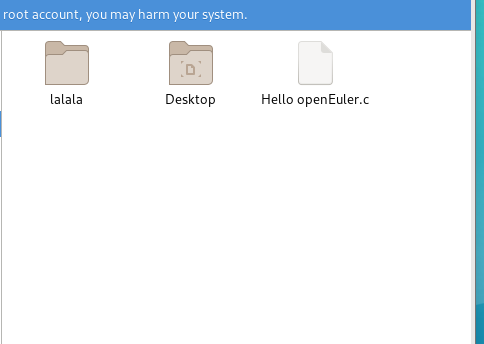 root account, you may harm your system.
lalala
Desktop
Hello openEuler.c